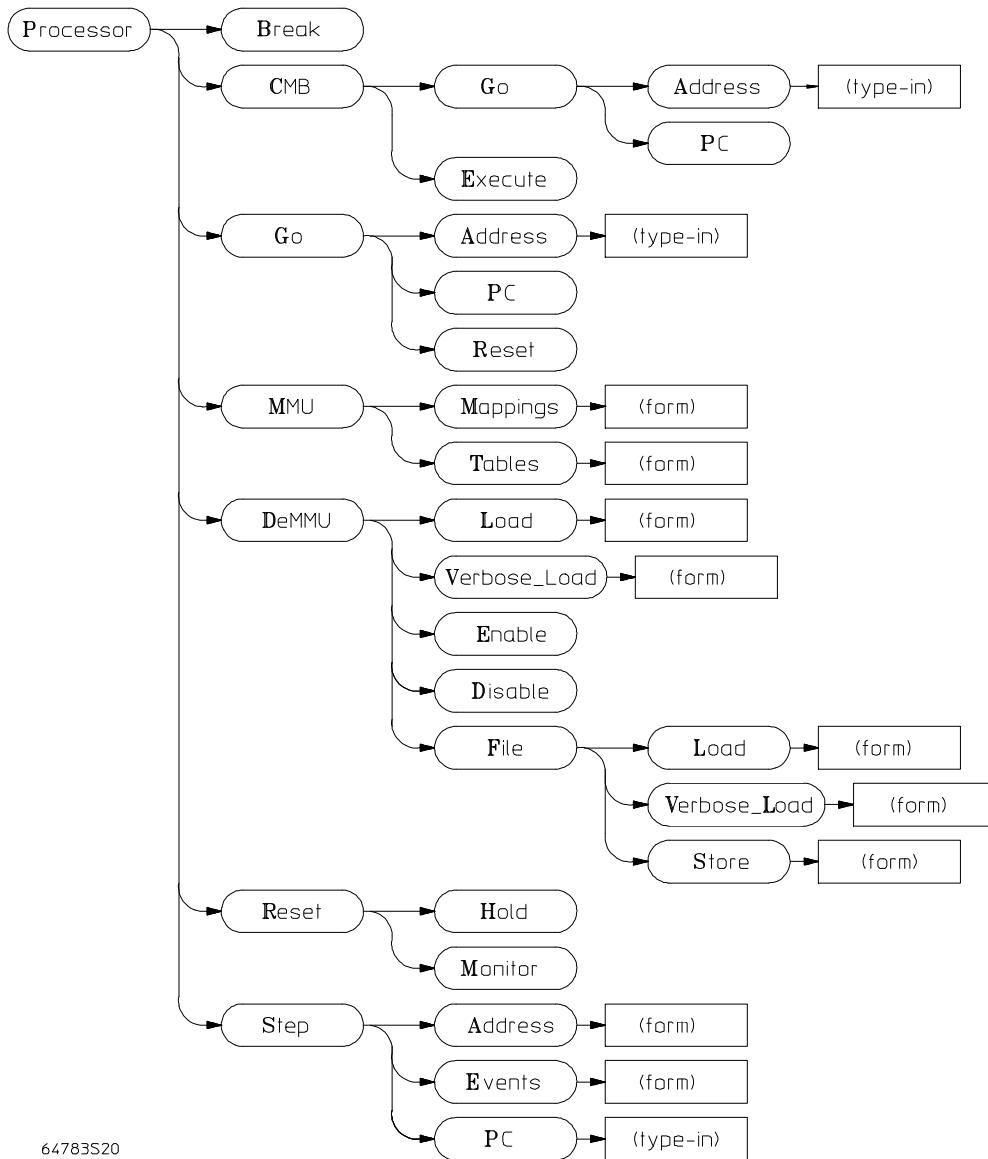 Processor
Break
CMB
Go
Address
(type-in)
PC
Execute
Go
Address
(type-in)
PC
Reset
MMU
Mappings
(form)
Tables
(form)
DeMMU
Load
(form)
Verbose_Load
(form)
Enable
Disable
File
Load
(form)
Verbose_Load
(form)
Store
(form)
Reset
Hold
Monitor
Step
Address
(form)
Events
(form)
PC
(type-in)
64783S20